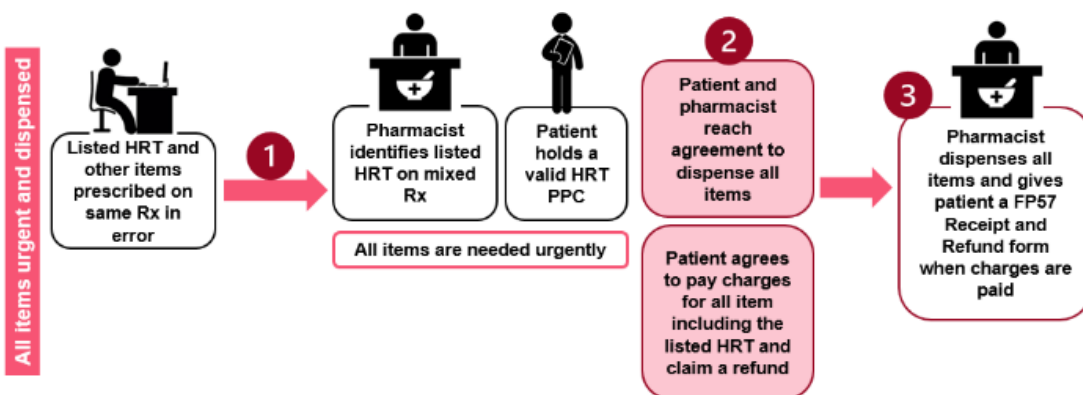 All items urgent and dispensed
Listed HRT and
other items
prescribed on
same Rx in
error
1
Pharmacist
identifies listed
HRT on mixed
Rx
Patient
holds a
valid HRT
PPC
All items are needed urgently
2
Patient and
pharmacist
reach
agreement to
dispense all
items
Patient agrees
to pay charges
for all item
including the
listed HRT and
claim a refund
3
Pharmacist
dispenses all
items and gives
patient a FP57
Receipt and
Refund form
when charges are
paid